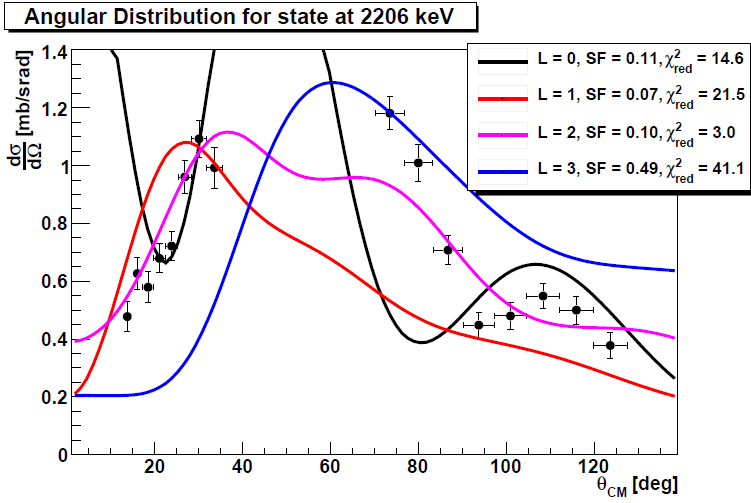 Angular Distribution for state at 2206 keV
dσ/dΩ [mb/srad]
1.4
1.2
1
0.8
0.6
0.4
0.2
0
20
40
60
80
100
120
θCM [deg]
L = 0, SF = 0.11, χ²red = 14.6
L = 1, SF = 0.07, χ²red = 21.5
L = 2, SF = 0.10, χ²red = 3.0
L = 3, SF = 0.49, χ²red = 41.1